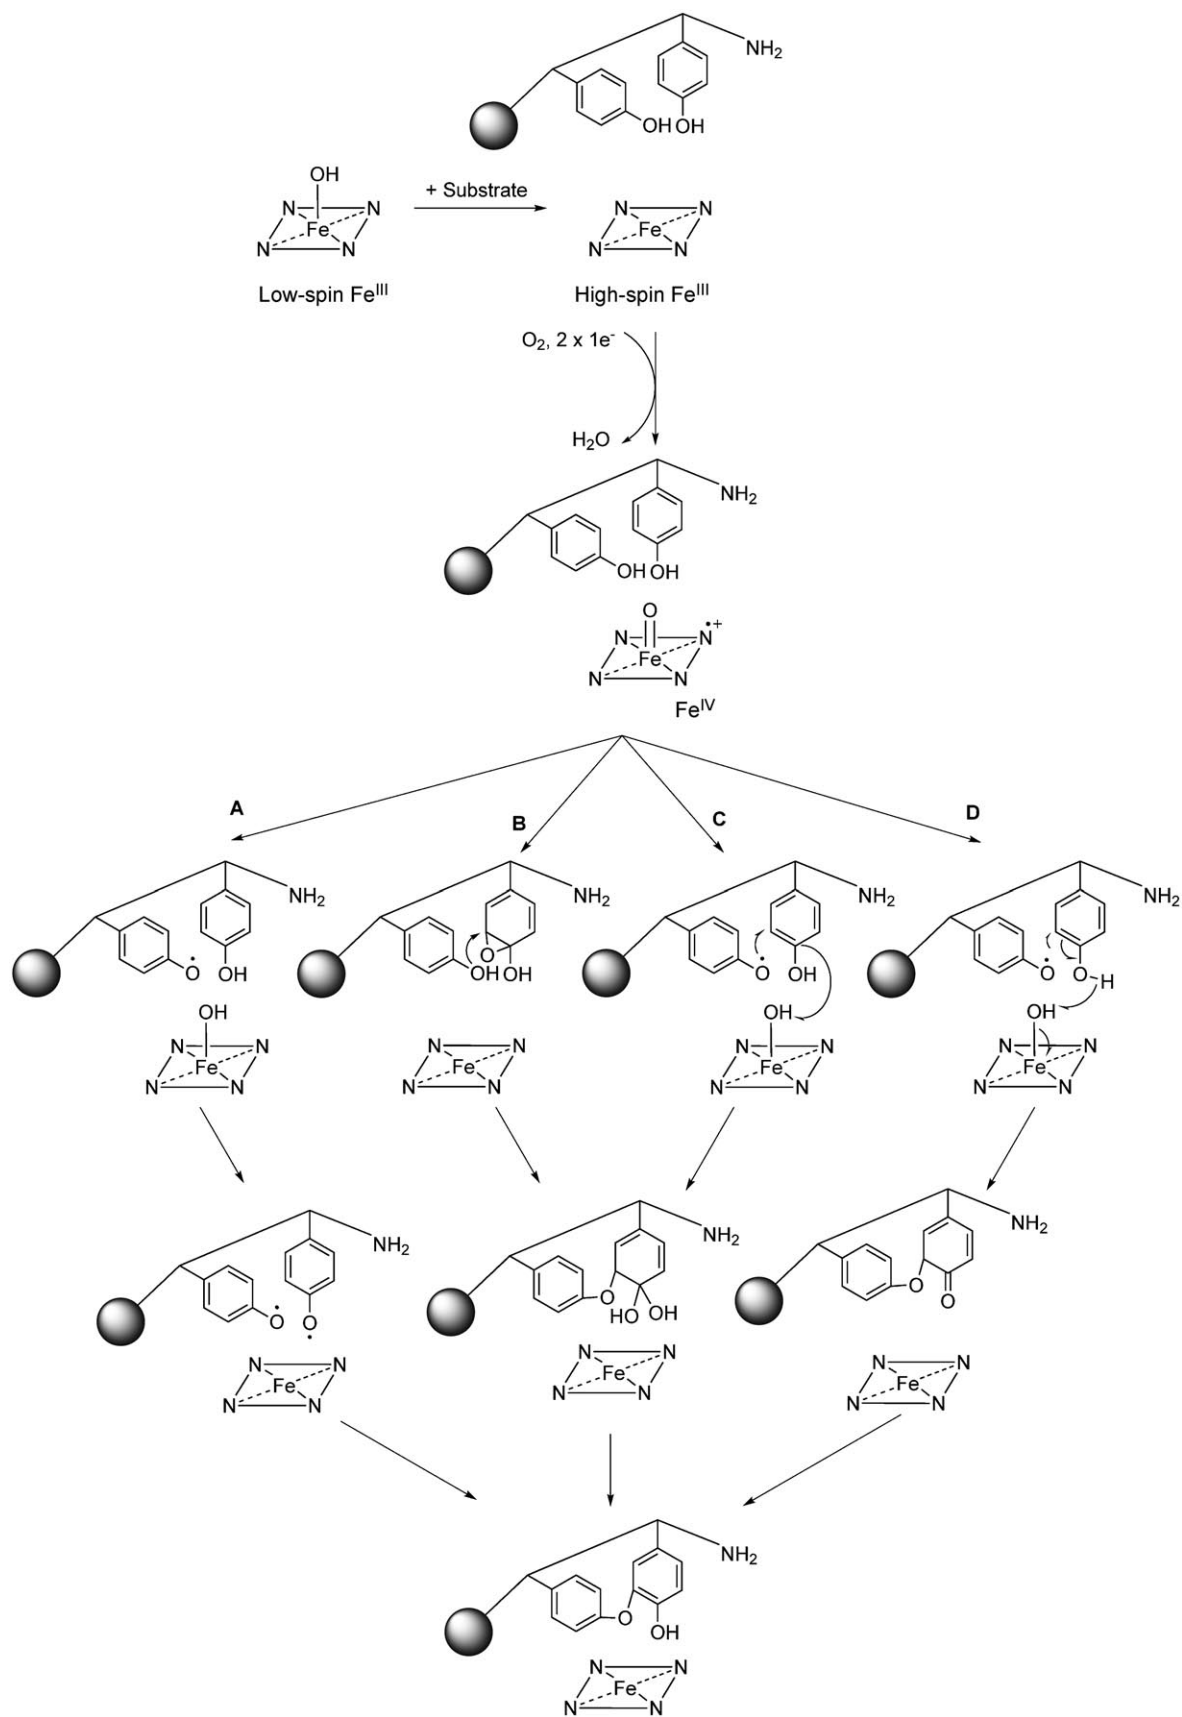 NH₂
OH OH
OH
N N
Fe
N N
+ Substrate
N N
Fe
N N
Low-spin Feᴵᴵᴵ
High-spin Feᴵᴵᴵ
O₂, 2 x 1e⁻
H₂O
NH₂
OH OH
O
N N•+
Fe
N N
Feᴵⱽ
A
B
C
D
NH₂
O•
OH
OH
N N
Fe
N N
NH₂
O
OH OH
N N
Fe
N N
NH₂
O•
OH
OH
N N
Fe
N N
NH₂
O•
O-H
OH
N N
Fe
N N
NH₂
O•
O•
N N
Fe
N N
NH₂
O
HO OH
N N
Fe
N N
NH₂
O
O
N N
Fe
N N
NH₂
O
OH
N N
Fe
N N